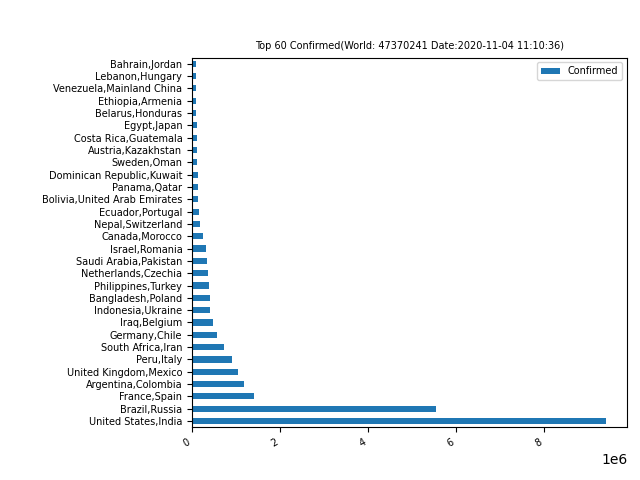 Top 60 Confirmed(World: 47370241 Date:2020-11-04 11:10:36)
Confirmed
Bahrain,Jordan
Lebanon,Hungary
Venezuela,Mainland China
Ethiopia,Armenia
Belarus,Honduras
Egypt,Japan
Costa Rica,Guatemala
Austria,Kazakhstan
Sweden,Oman
Dominican Republic,Kuwait
Panama,Qatar
Bolivia,United Arab Emirates
Ecuador,Portugal
Nepal,Switzerland
Canada,Morocco
Israel,Romania
Saudi Arabia,Pakistan
Netherlands,Czechia
Philippines,Turkey
Bangladesh,Poland
Indonesia,Ukraine
Iraq,Belgium
Germany,Chile
South Africa,Iran
Peru,Italy
United Kingdom,Mexico
Argentina,Colombia
France,Spain
Brazil,Russia
United States,India
0 2 4 6 8
1e6